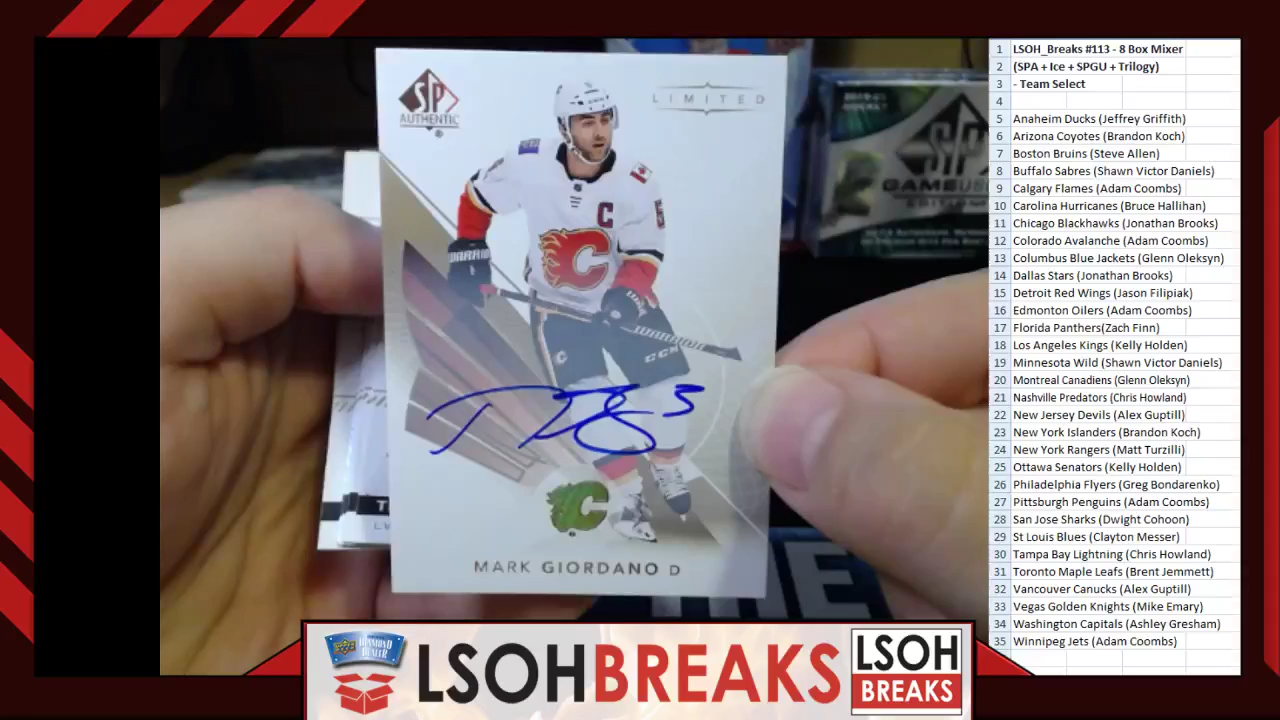 SP
AUTHENTIC
LIMITED
C
WARRIOR
WARRIOR
CCM
MARK GIORDANO D
SP
GAME USED
EDITION
1 LSOH_Breaks #113 - 8 Box Mixer
2 (SPA + Ice + SPGU + Trilogy)
3 - Team Select
4
5 Anaheim Ducks (Jeffrey Griffith)
6 Arizona Coyotes (Brandon Koch)
7 Boston Bruins (Steve Allen)
8 Buffalo Sabres (Shawn Victor Daniels)
9 Calgary Flames (Adam Coombs)
10 Carolina Hurricanes (Bruce Hallihan)
11 Chicago Blackhawks (Jonathan Brooks)
12 Colorado Avalanche (Adam Coombs)
13 Columbus Blue Jackets (Glenn Oleksyn)
14 Dallas Stars (Jonathan Brooks)
15 Detroit Red Wings (Jason Filipiak)
16 Edmonton Oilers (Adam Coombs)
17 Florida Panthers(Zach Finn)
18 Los Angeles Kings (Kelly Holden)
19 Minnesota Wild (Shawn Victor Daniels)
20 Montreal Canadiens (Glenn Oleksyn)
21 Nashville Predators (Chris Howland)
22 New Jersey Devils (Alex Guptill)
23 New York Islanders (Brandon Koch)
24 New York Rangers (Matt Turzilli)
25 Ottawa Senators (Kelly Holden)
26 Philadelphia Flyers (Greg Bondarenko)
27 Pittsburgh Penguins (Adam Coombs)
28 San Jose Sharks (Dwight Cohoon)
29 St Louis Blues (Clayton Messer)
30 Tampa Bay Lightning (Chris Howland)
31 Toronto Maple Leafs (Brent Jemmett)
32 Vancouver Canucks (Alex Guptill)
33 Vegas Golden Knights (Mike Emary)
34 Washington Capitals (Ashley Gresham)
35 Winnipeg Jets (Adam Coombs)
DIAMOND
DEALER
LSOHBREAKS
LSOH
BREAKS